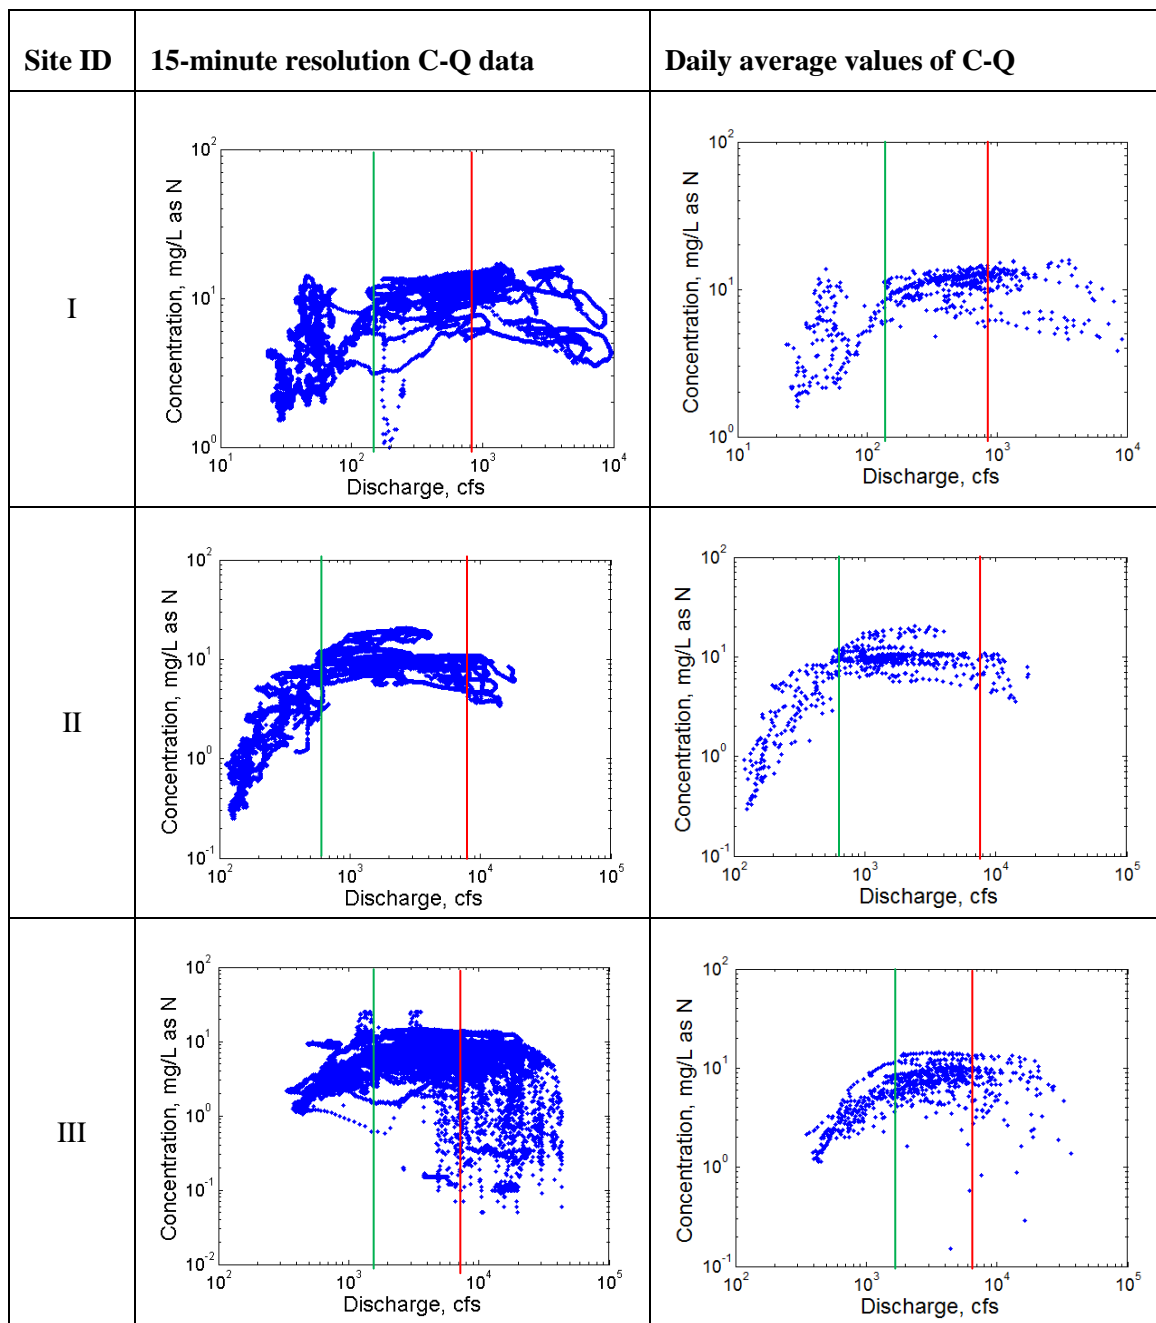 Site ID
15-minute resolution C-Q data
Daily average values of C-Q
I
Concentration, mg/L as N
10^2
10^1
10^0
10^1
10^2
10^3
10^4
Discharge, cfs
Concentration, mg/L as N
10^2
10^1
10^0
10^1
10^2
10^3
10^4
Discharge, cfs
II
Concentration, mg/L as N
10^2
10^1
10^0
10^-1
10^2
10^3
10^4
10^5
Discharge, cfs
Concentration, mg/L as N
10^2
10^1
10^0
10^-1
10^2
10^3
10^4
10^5
Discharge, cfs
III
Concentration, mg/L as N
10^2
10^1
10^0
10^-1
10^-2
10^2
10^3
10^4
10^5
Discharge, cfs
Concentration, mg/L as N
10^2
10^1
10^0
10^-1
10^2
10^3
10^4
10^5
Discharge, cfs